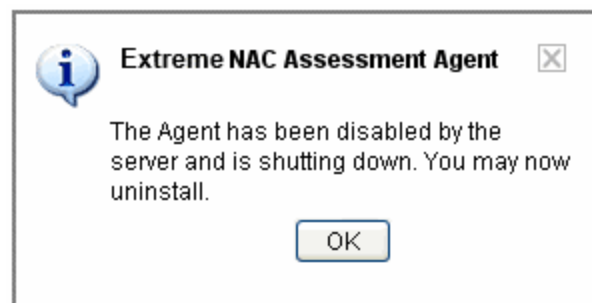 Extreme NAC Assessment Agent
The Agent has been disabled by the
server and is shutting down. You may now
uninstall.
OK